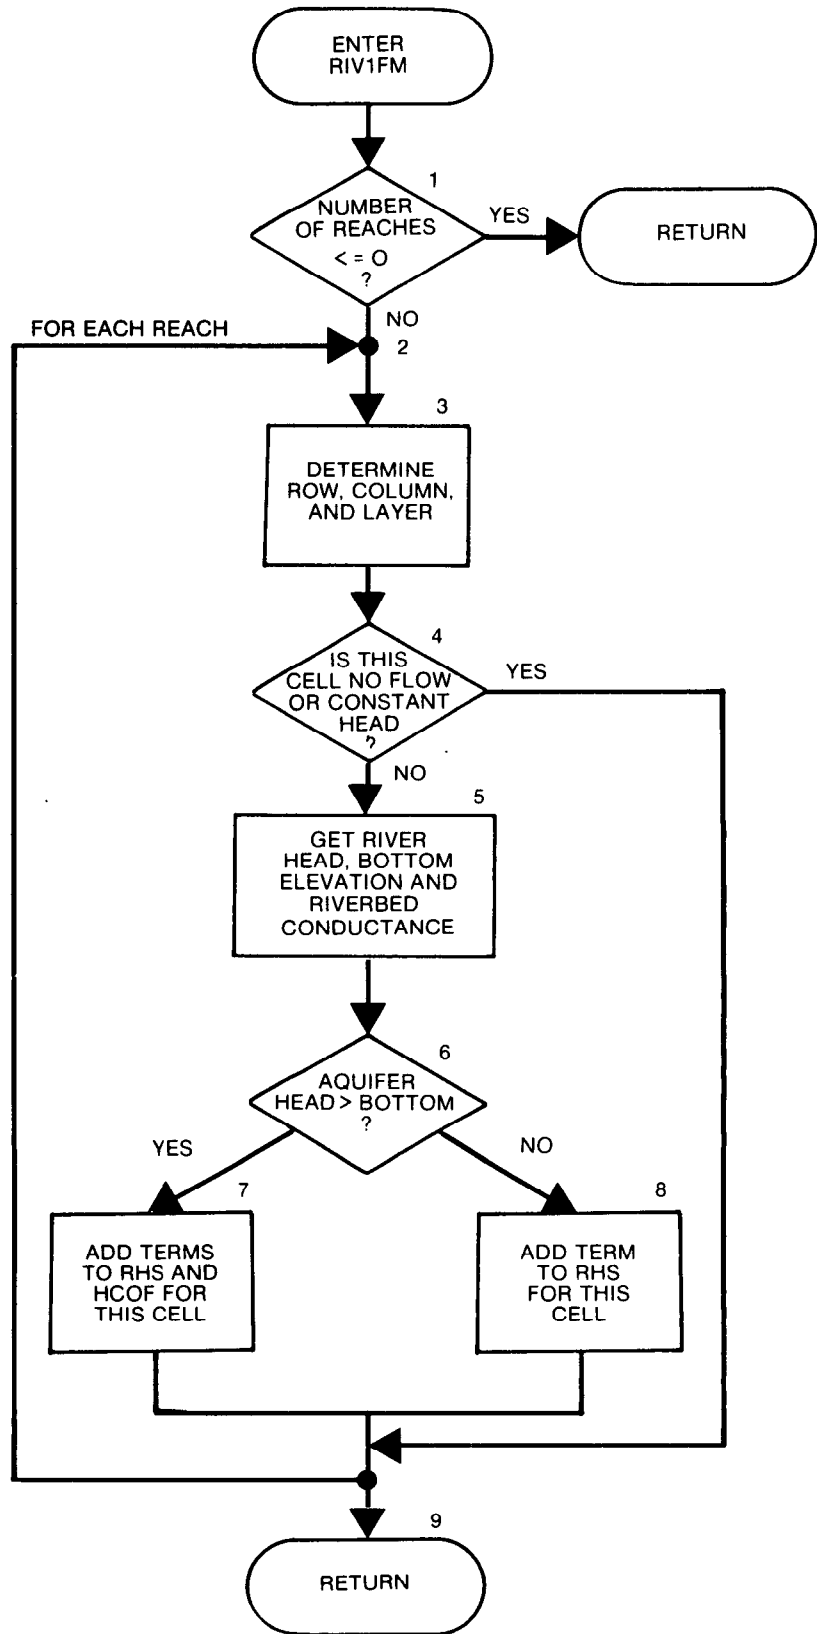 ENTER
RIV1FM
1
NUMBER
OF REACHES
< = O
?
YES
RETURN
NO
FOR EACH REACH
2
3
DETERMINE
ROW, COLUMN,
AND LAYER
4
IS THIS
CELL NO FLOW
OR CONSTANT
HEAD
?
YES
NO
5
GET RIVER
HEAD, BOTTOM
ELEVATION AND
RIVERBED
CONDUCTANCE
6
AQUIFER
HEAD > BOTTOM
?
YES
NO
7
ADD TERMS
TO RHS AND
HCOF FOR
THIS CELL
8
ADD TERM
TO RHS
FOR THIS
CELL
9
RETURN